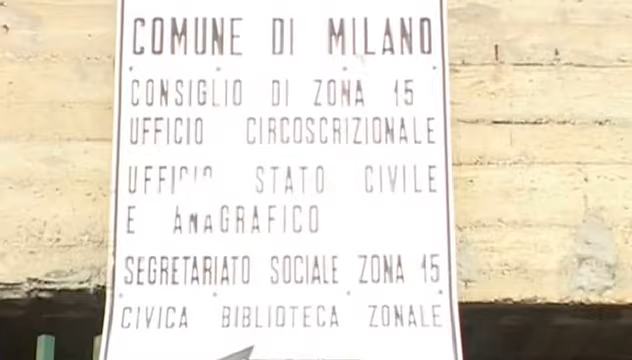 COMUNE DI MILANO
CONSIGLIO DI ZONA 15
UFFICIO CIRCOSCRIZIONALE
UFFICIO STATO CIVILE
E ANAGRAFICO
SEGRETARIATO SOCIALE ZONA 15
CIVICA BIBLIOTECA ZONALE